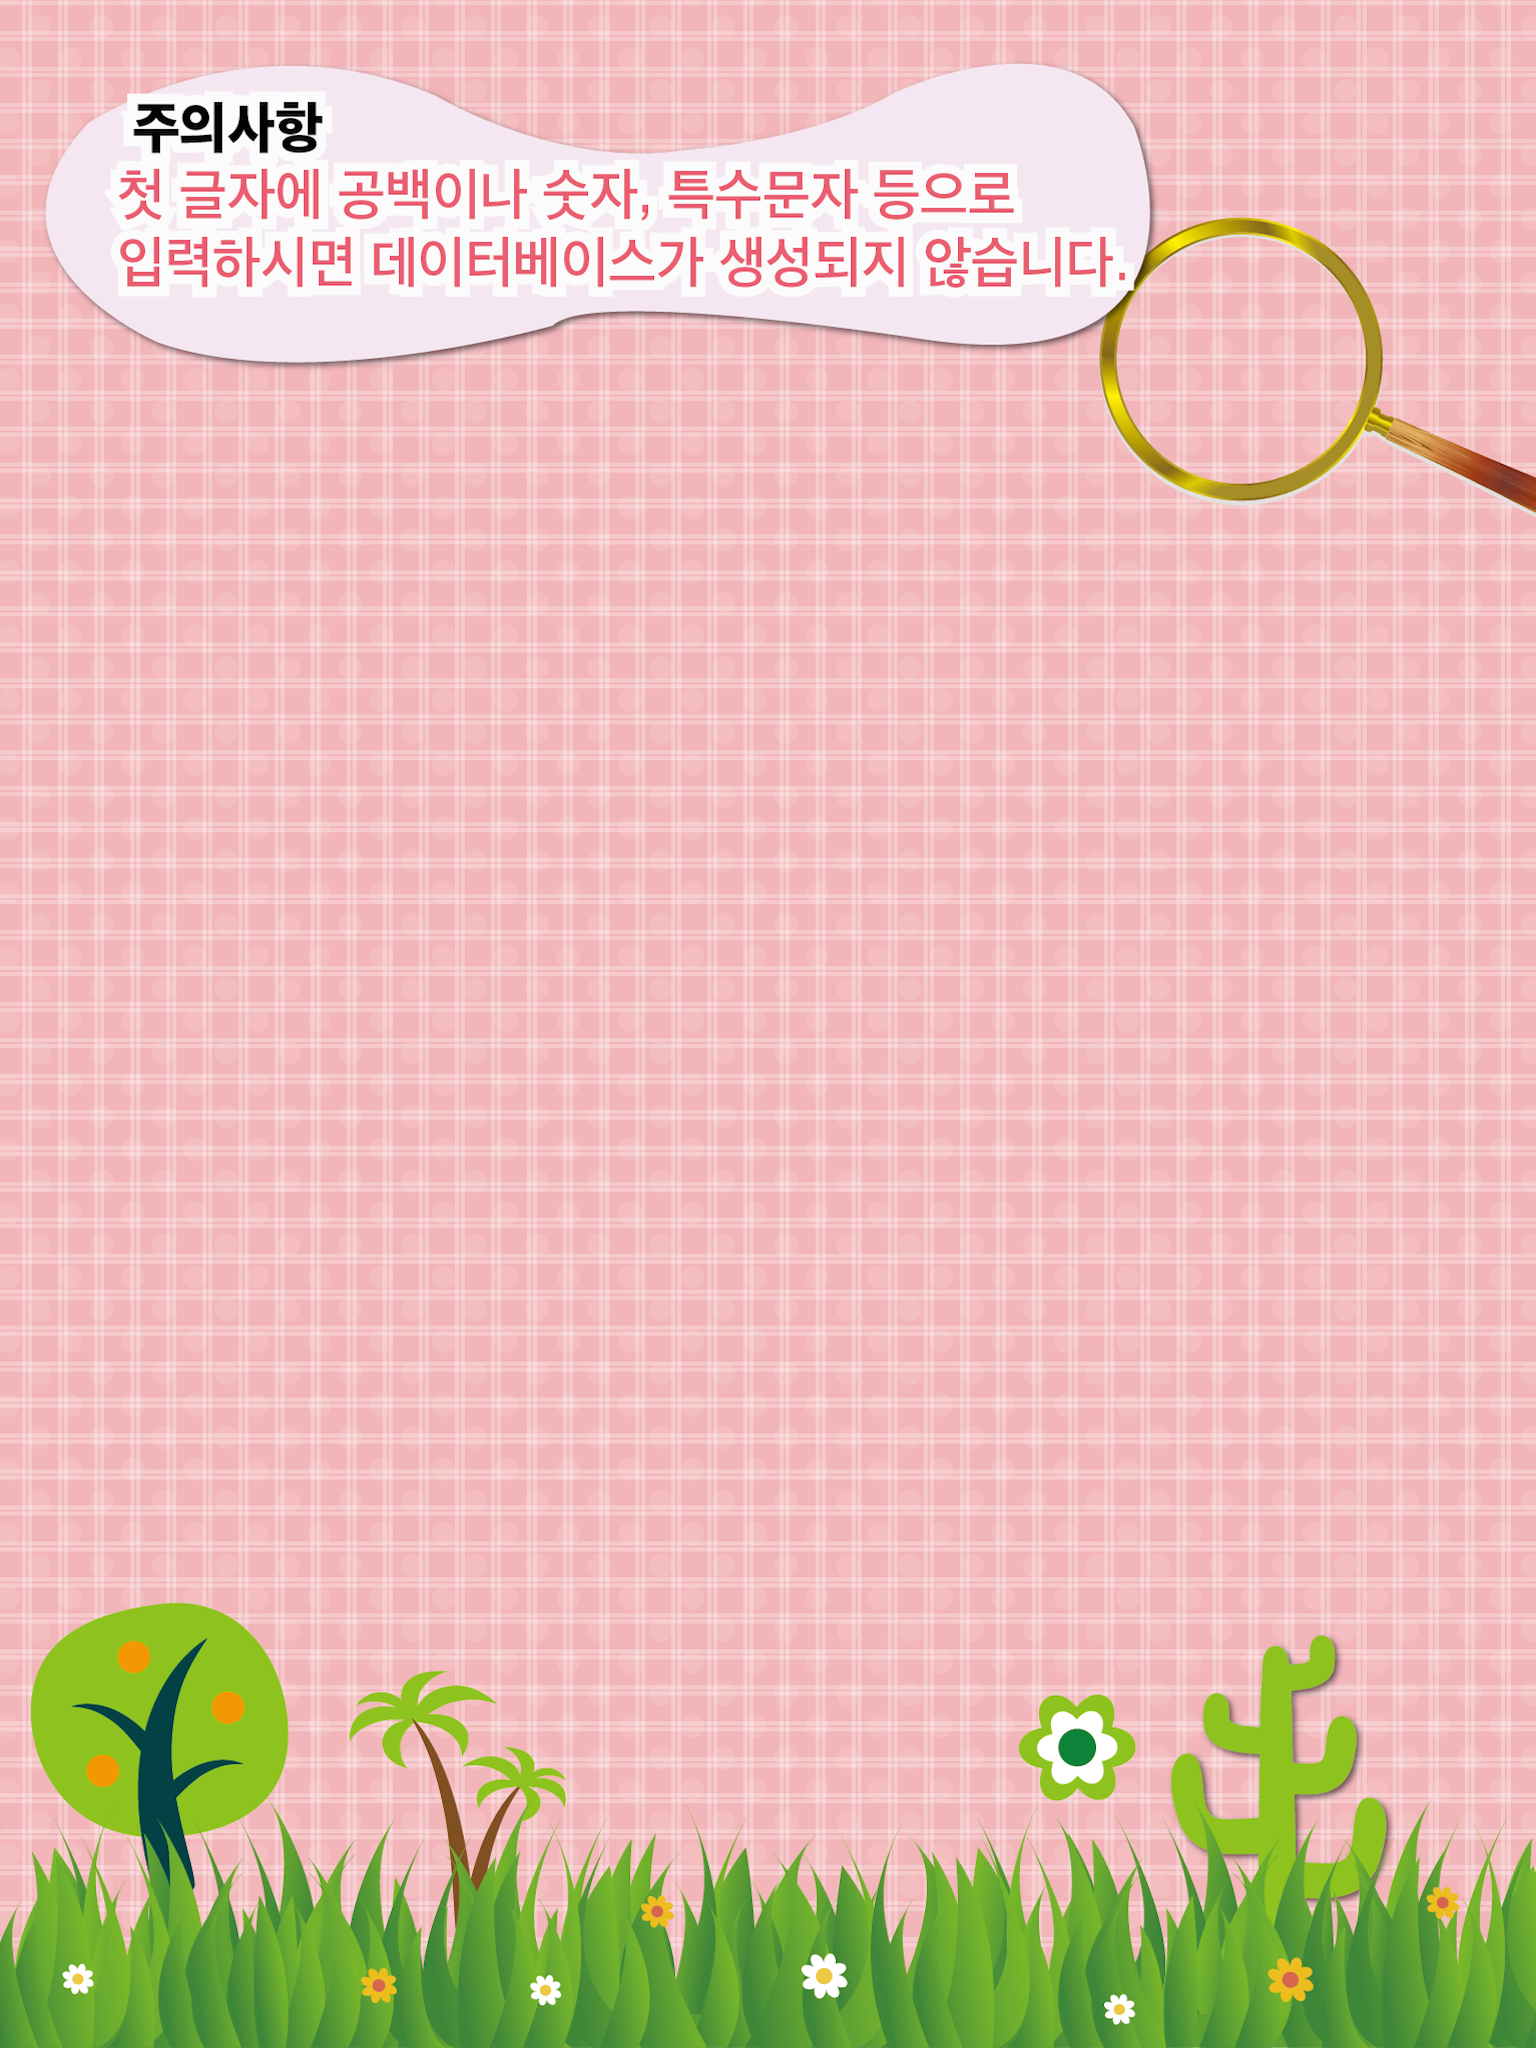 주의사항
첫 글자에 공백이나 숫자, 특수문자 등으로
입력하시면 데이터베이스가 생성되지 않습니다.